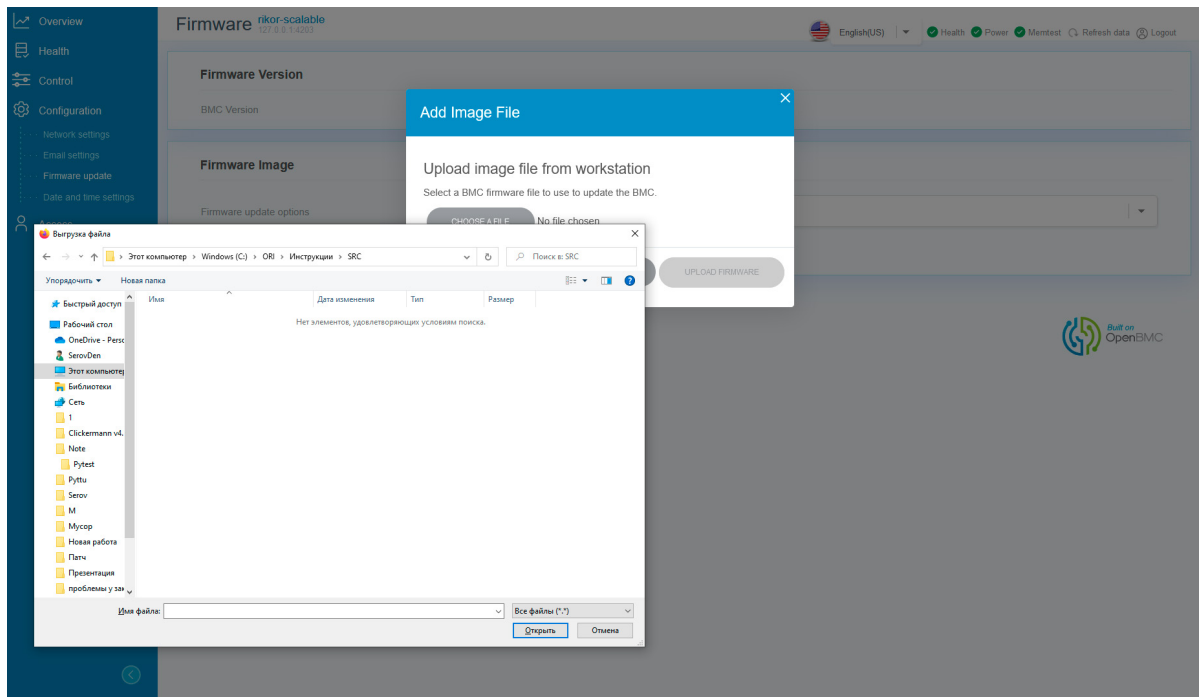 Overview
Health
Control
Configuration
Network settings
Email settings
Firmware update
Date and time settings
Firmware rikor-scalable
English(US) Health Power Memtest Refresh data Logout
Firmware Version
BMC Version
Firmware Image
Firmware update options
Add Image File
Upload image file from workstation
Select a BMC firmware file to use to update the BMC.
CHOOSE A FILE No file chosen
UPLOAD FIRMWARE
Built on
OpenBMC
Выгрузка файла
Этот компьютер > Windows (C:) > ORI > Инструкции > SRC
Поиск в: SRC
Упорядочить Новая папка
Имя Дата изменения Тип Размер
Нет элементов, удовлетворяющих условиям поиска.
Быстрый доступ
Рабочий стол
OneDrive - Perso
SerovDen
Этот компьютер
Библиотеки
Сеть
1
Clickermann v4.
Note
Pytest
Pyttu
Serov
М
Мусор
Новая работа
Патч
Презентация
проблемы у зак
Имя файла: Все файлы (*.*)
Открыть Отмена